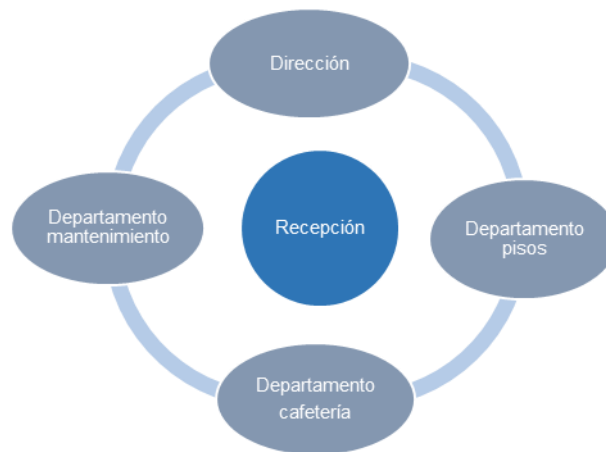 Dirección
Departamento
mantenimiento
Recepción
Departamento
pisos
Departamento
cafetería